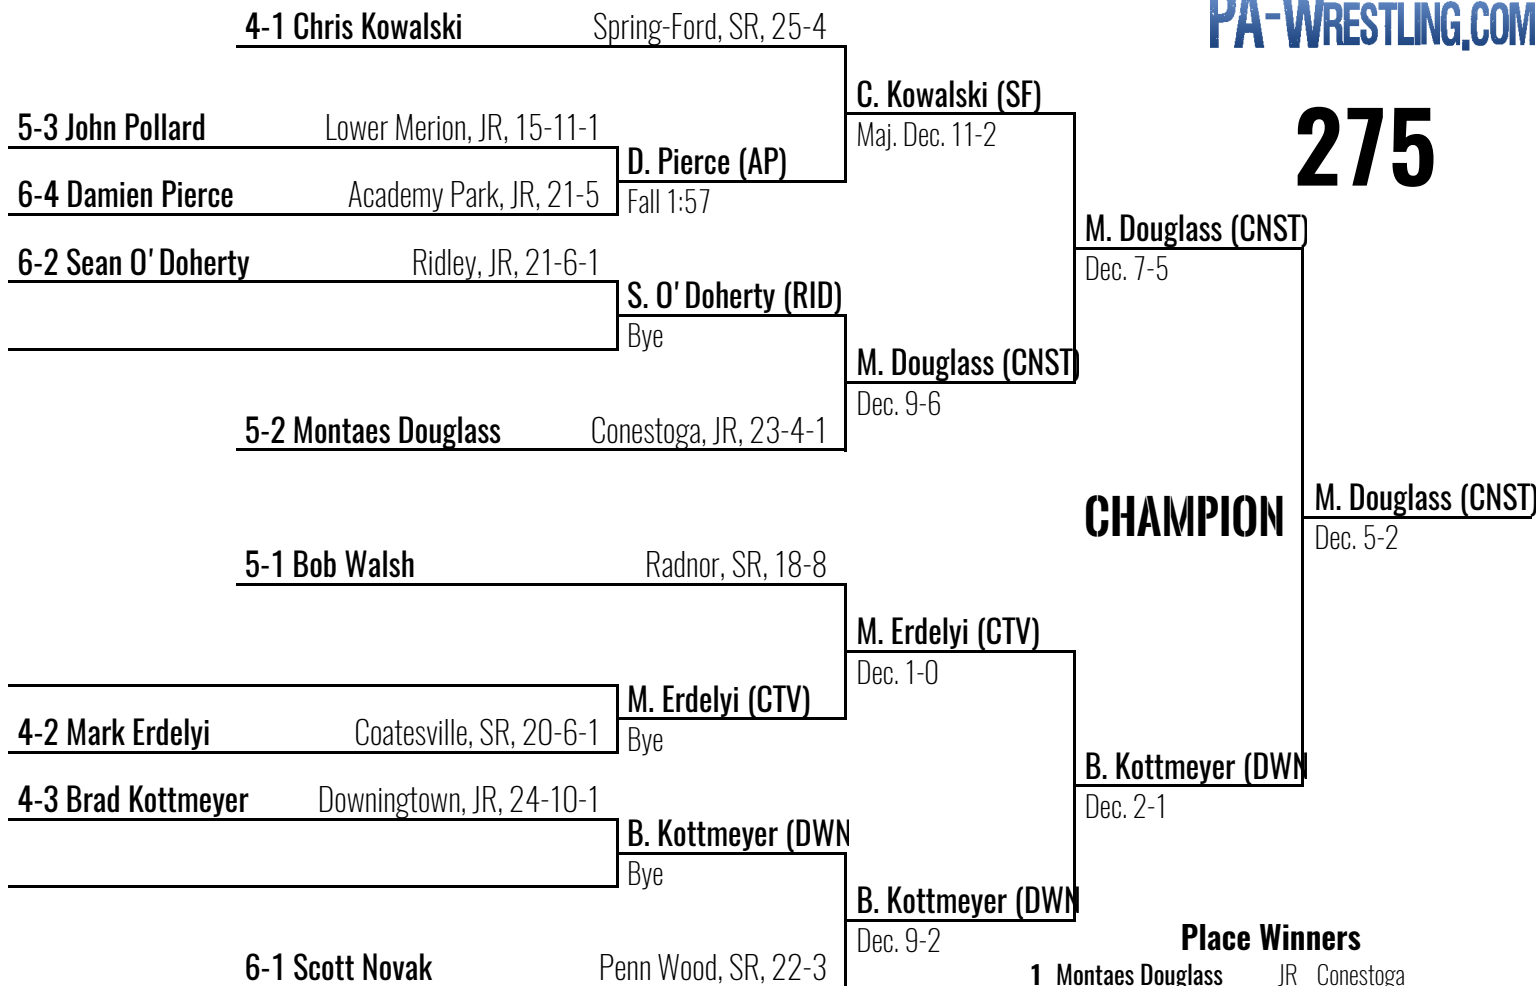 PA-WRESTLING.COM
4-1 Chris Kowalski Spring-Ford, SR, 25-4
C. Kowalski (SF)
275
5-3 John Pollard Lower Merion, JR, 15-11-1
Maj. Dec. 11-2
D. Pierce (AP)
6-4 Damien Pierce Academy Park, JR, 21-5
Fall 1:57
M. Douglass (CNST)
6-2 Sean O'Doherty Ridley, JR, 21-6-1
Dec. 7-5
S. O'Doherty (RID)
Bye
M. Douglass (CNST)
Dec. 9-6
5-2 Montaes Douglass Conestoga, JR, 23-4-1
M. Douglass (CNST)
CHAMPION
Dec. 5-2
5-1 Bob Walsh Radnor, SR, 18-8
M. Erdelyi (CTV)
Dec. 1-0
M. Erdelyi (CTV)
4-2 Mark Erdelyi Coatesville, SR, 20-6-1
Bye
B. Kottmeyer (DWN
4-3 Brad Kottmeyer Downingtown, JR, 24-10-1
Dec. 2-1
B. Kottmeyer (DWN
Bye
B. Kottmeyer (DWN
Dec. 9-2
Place Winners
6-1 Scott Novak Penn Wood, SR, 22-3
1 Montaes Douglass JR Conestoga